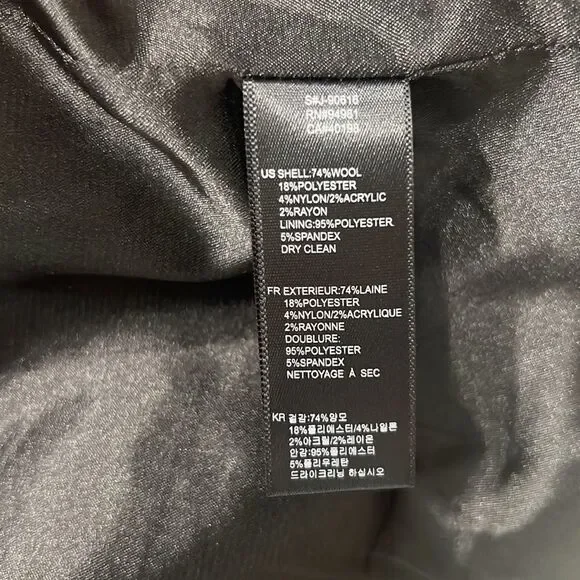 S#J-90616
RN#94981
CA#40198
US SHELL:74%WOOL
18%POLYESTER
4%NYLON/2%ACRYLIC
2%RAYON
LINING:95%POLYESTER
5%SPANDEX
DRY CLEAN
FR EXTERIEUR:74%LAINE
18%POLYESTER
4%NYLON/2%ACRYLIQUE
2%RAYONNE
DOUBLURE:
95%POLYESTER
5%SPANDEX
NETTOYAGE À SEC
KR 겉감:74%양모
18%폴리에스터/4%나일론
2%아크릴/2%레이온
안감:95%폴리에스터
5%폴리우레탄
드라이크리닝 하십시오